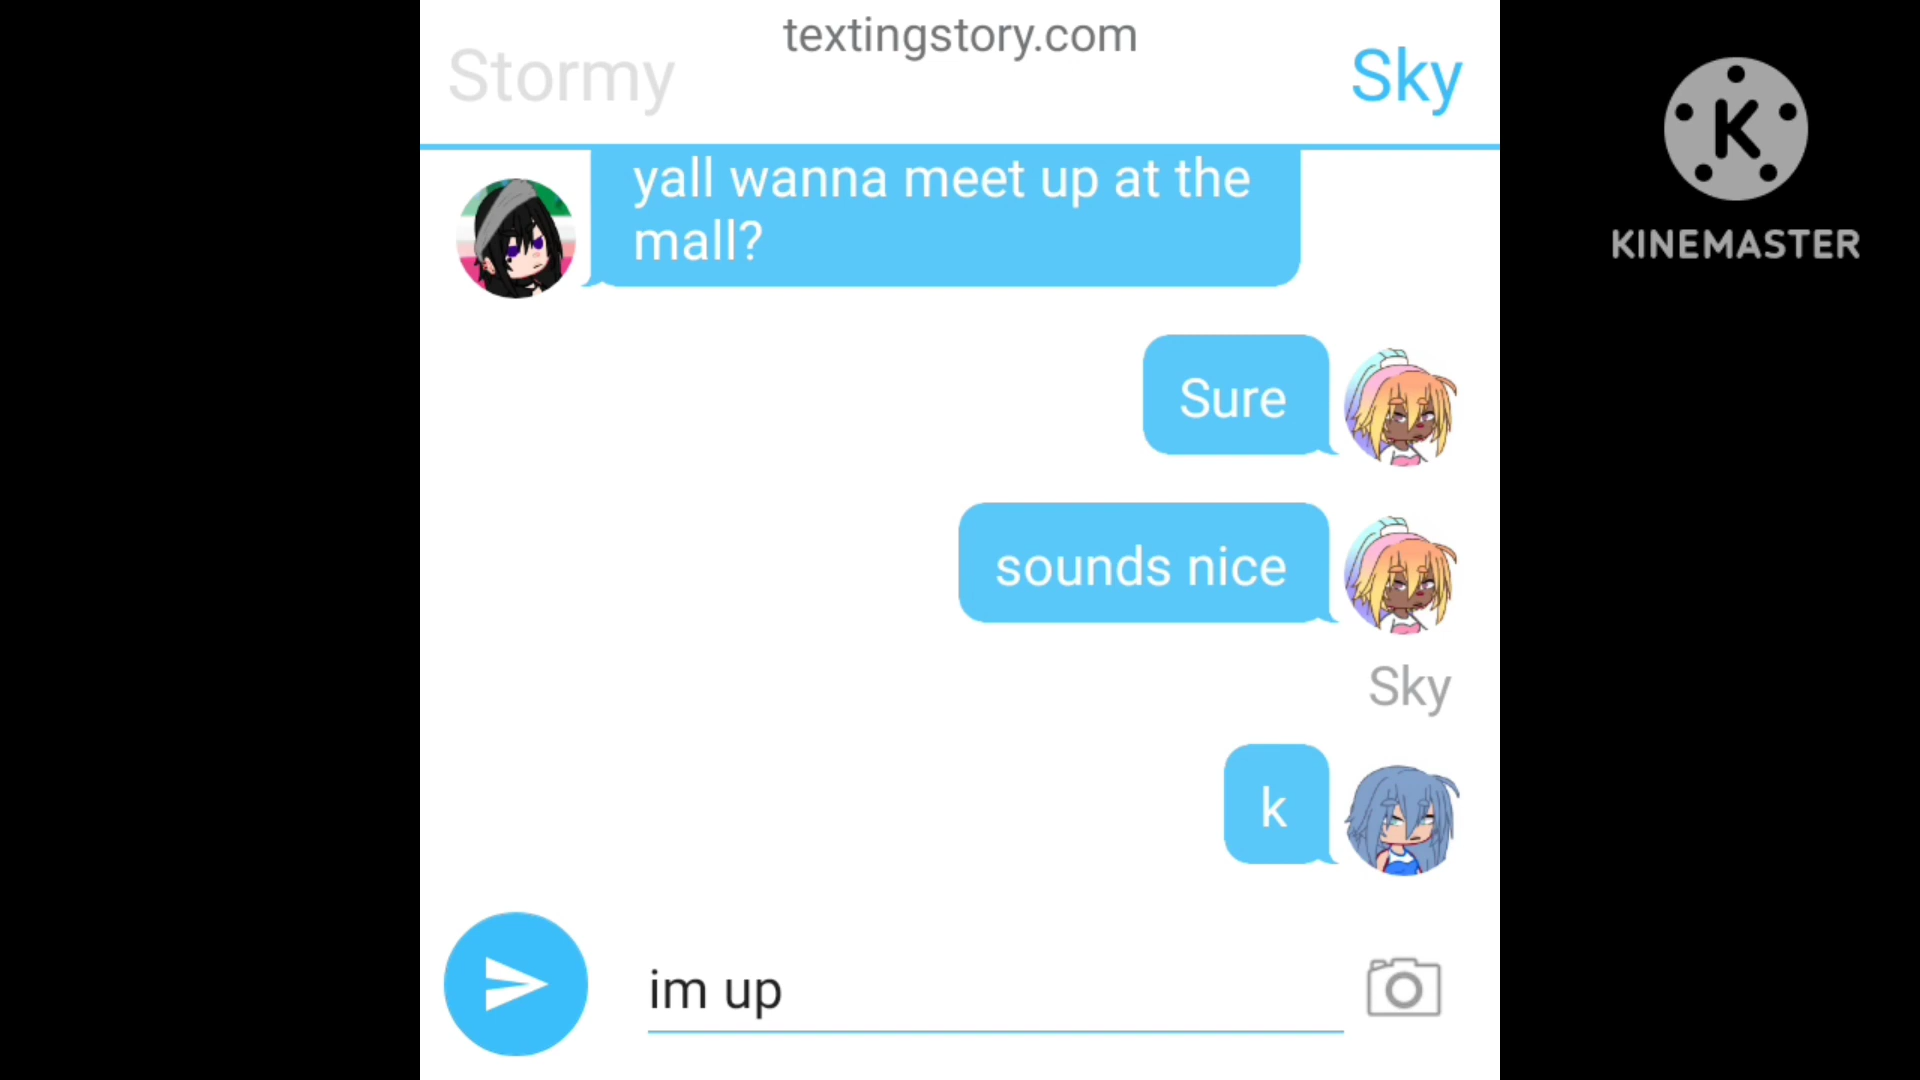 textingstory.com
Stormy
Sky
K
KINEMASTER
yall wanna meet up at the
mall?
Sure
sounds nice
Sky
k
im up